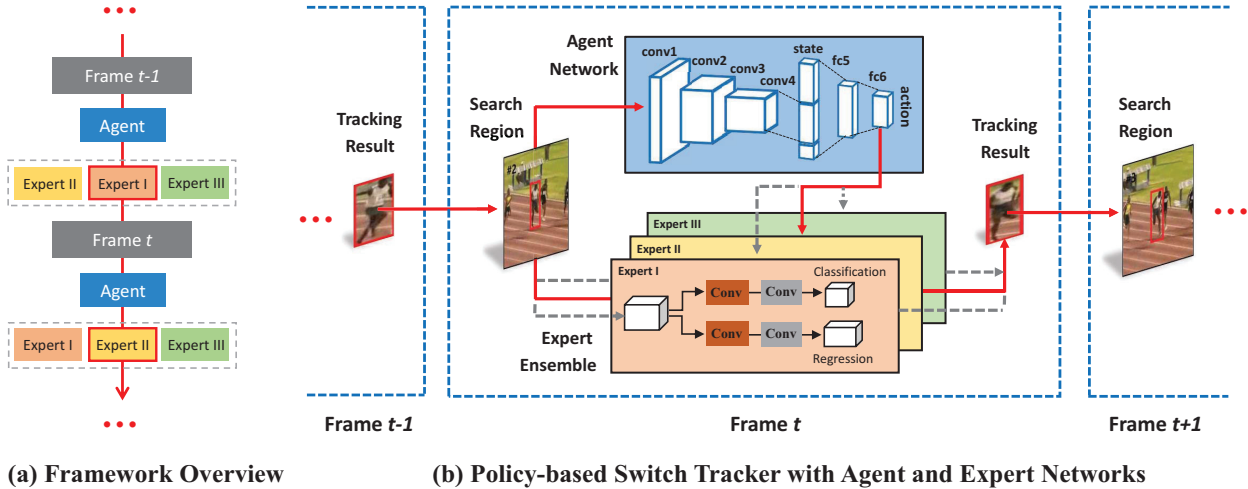 Frame t-1
Agent
Expert II
Expert I
Expert III
Frame t
Agent
Expert I
Expert II
Expert III
(a) Framework Overview
Tracking
Result
Search
Region
#2
Agent
Network
conv1
conv2
conv3
conv4
state
fc5
fc6
action
Expert III
Expert II
Expert I
Conv
Conv
Classification
Conv
Conv
Regression
Expert
Ensemble
Tracking
Result
Search
Region
#3
Frame t-1
Frame t
Frame t+1
(b) Policy-based Switch Tracker with Agent and Expert Networks